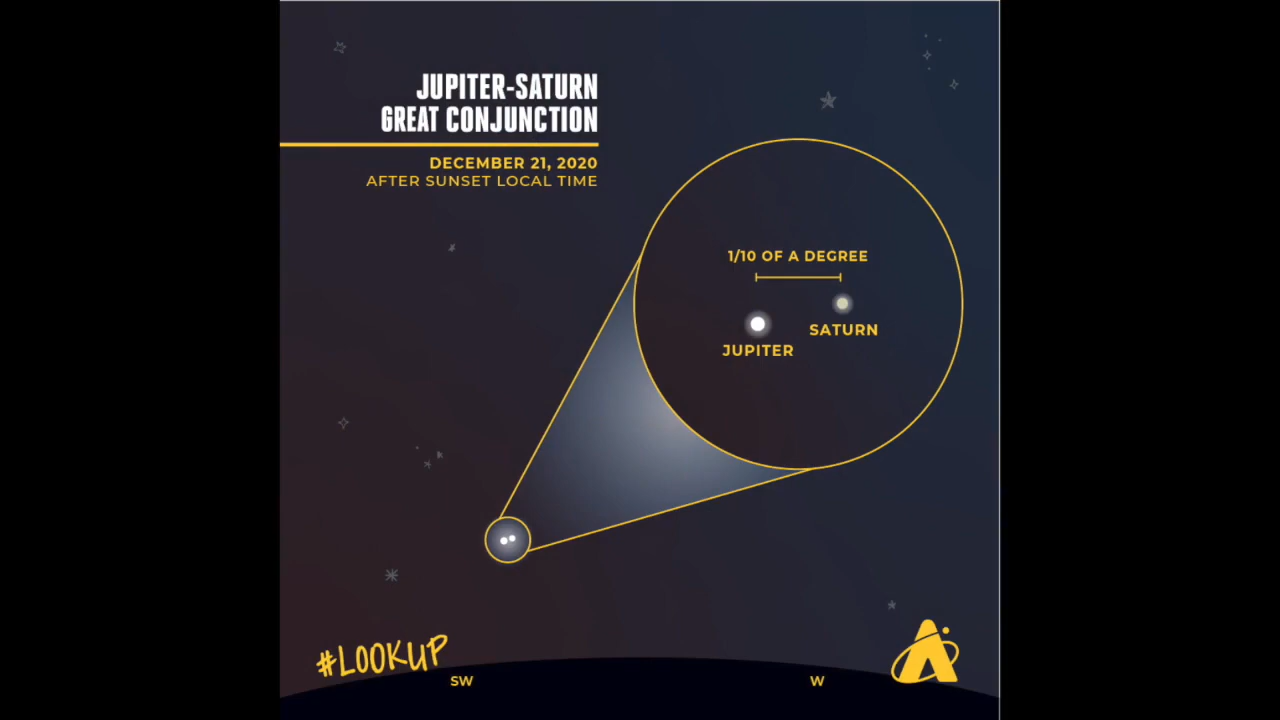 JUPITER-SATURN
GREAT CONJUNCTION
DECEMBER 21, 2020
AFTER SUNSET LOCAL TIME
1/10 OF A DEGREE
SATURN
JUPITER
#LOOKUP
SW
W